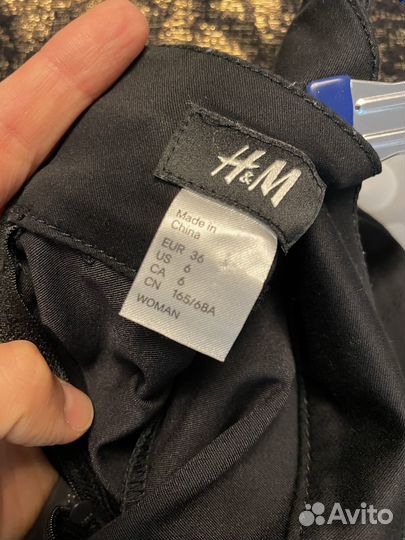 H&M
Made in
China
EUR 36
US 6
CA 6
CN 165/68A
WOMAN
Avito